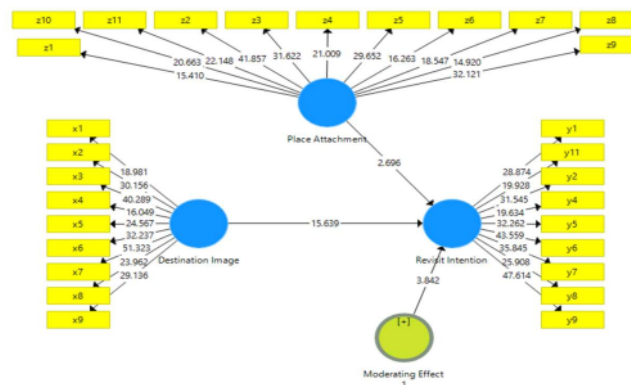 z10 z11 z2 z3 z4 z5 z6 z7 z8
z1 z9
20.663 22.148 41.857 31.622 21.009 29.652 16.263 18.547 14.920
15.410 32.121
Place Attachment
2.696
x1
x2
x3
x4
x5
x6
x7
x8
x9
18.981
30.156
40.289
16.049
24.567
32.237
51.323
23.962
29.136
Destination Image
15.639
Revisit Intention
28.874
19.928
31.545
19.634
32.262
43.559
35.845
25.908
47.614
y1
y11
y2
y4
y5
y6
y7
y8
y9
3.842
[+]
Moderating Effect
1